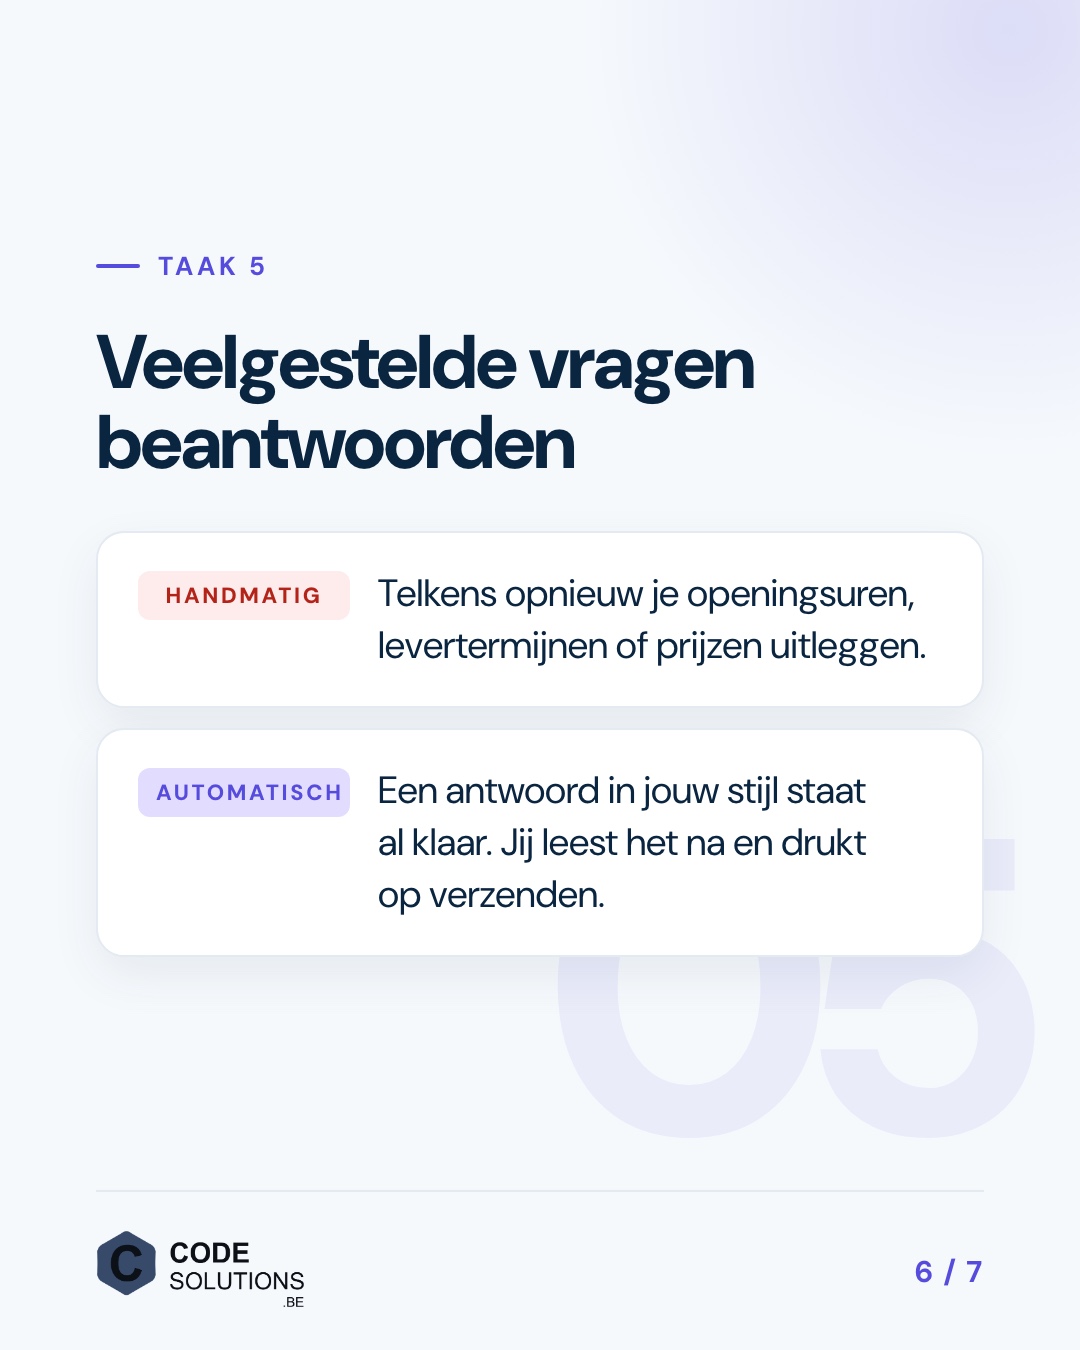 TAAK 5
Veelgestelde vragen
beantwoorden
HANDMATIG
Telkens opnieuw je openingsuren,
levertermijnen of prijzen uitleggen.
AUTOMATISCH
Een antwoord in jouw stijl staat
al klaar. Jij leest het na en drukt
op verzenden.
05
C
CODE
SOLUTIONS
.BE
6 / 7